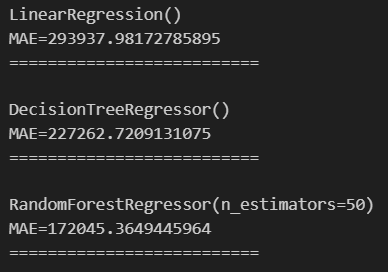 LinearRegression()
MAE=293937.98172785895
==========================
DecisionTreeRegressor()
MAE=227262.7209131075
==========================
RandomForestRegressor(n_estimators=50)
MAE=172045.3649445964
==========================